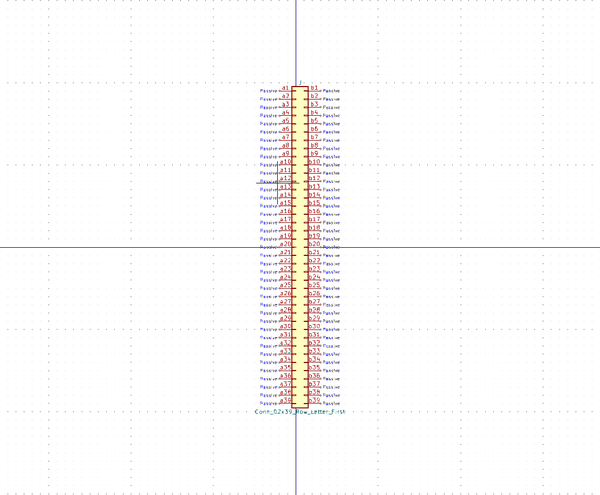 J
Passive a1 b1 Passive
Passive a2 b2 Passive
Passive a3 b3 Passive
Passive a4 b4 Passive
Passive a5 b5 Passive
Passive a6 b6 Passive
Passive a7 b7 Passive
Passive a8 b8 Passive
Passive a9 b9 Passive
Passive a10 b10 Passive
Passive a11 b11 Passive
Passive a12 b12 Passive
Passive a13 b13 Passive
Passive a14 b14 Passive
Passive a15 b15 Passive
Passive a16 b16 Passive
Passive a17 b17 Passive
Passive a18 b18 Passive
Passive a19 b19 Passive
Passive a20 b20 Passive
Passive a21 b21 Passive
Passive a22 b22 Passive
Passive a23 b23 Passive
Passive a24 b24 Passive
Passive a25 b25 Passive
Passive a26 b26 Passive
Passive a27 b27 Passive
Passive a28 b28 Passive
Passive a29 b29 Passive
Passive a30 b30 Passive
Passive a31 b31 Passive
Passive a32 b32 Passive
Passive a33 b33 Passive
Passive a34 b34 Passive
Passive a35 b35 Passive
Passive a36 b36 Passive
Passive a37 b37 Passive
Passive a38 b38 Passive
Passive a39 b39 Passive
Conn_02x39_Row_Letter_First